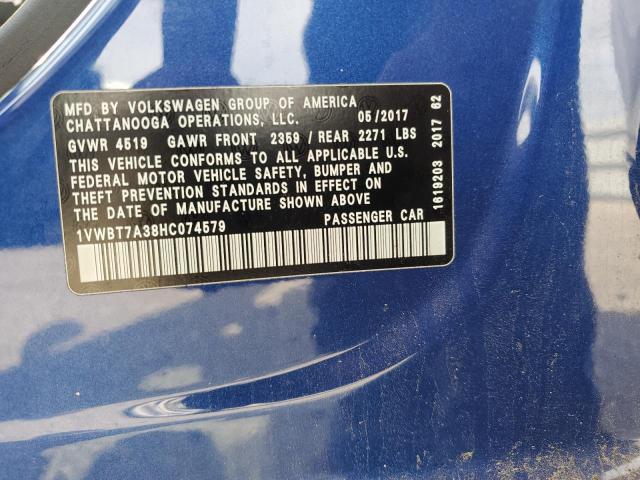 MFD BY VOLKSWAGEN GROUP OF AMERICA
CHATTANOOGA OPERATIONS, LLC. 05/2017
GVWR 4519 GAWR FRONT 2359 / REAR 2271 LBS
THIS VEHICLE CONFORMS TO ALL APPLICABLE U.S.
FEDERAL MOTOR VEHICLE SAFETY, BUMPER AND
THEFT PREVENTION STANDARDS IN EFFECT ON
THE DATE OF MANUFACTURE SHOWN ABOVE
1VWBT7A38HC074579 PASSENGER CAR
1619203 2017 62